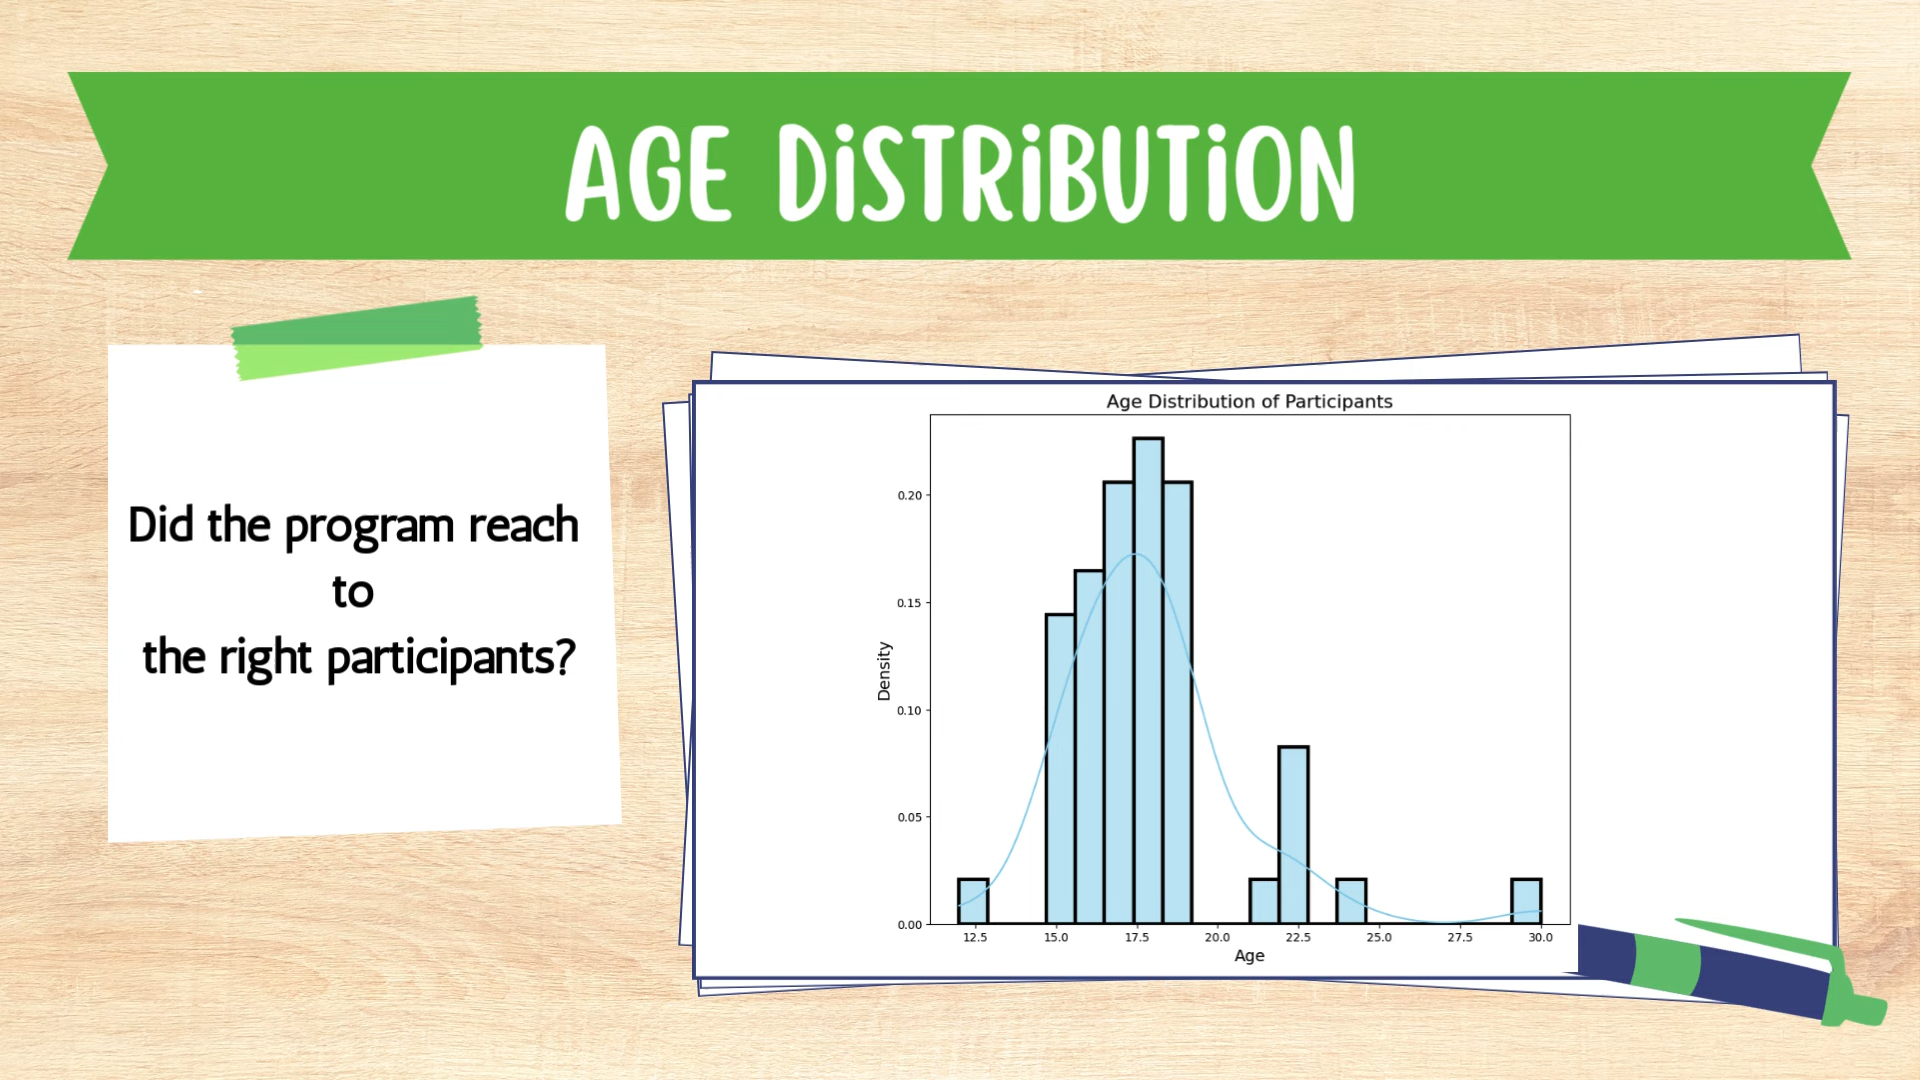 AGE DiSTRiBUTiON
Did the program reach
to
the right participants?
Age Distribution of Participants
Density
0.20
0.15
0.10
0.05
0.00
12.5 15.0 17.5 20.0 22.5 25.0 27.5 30.0
Age